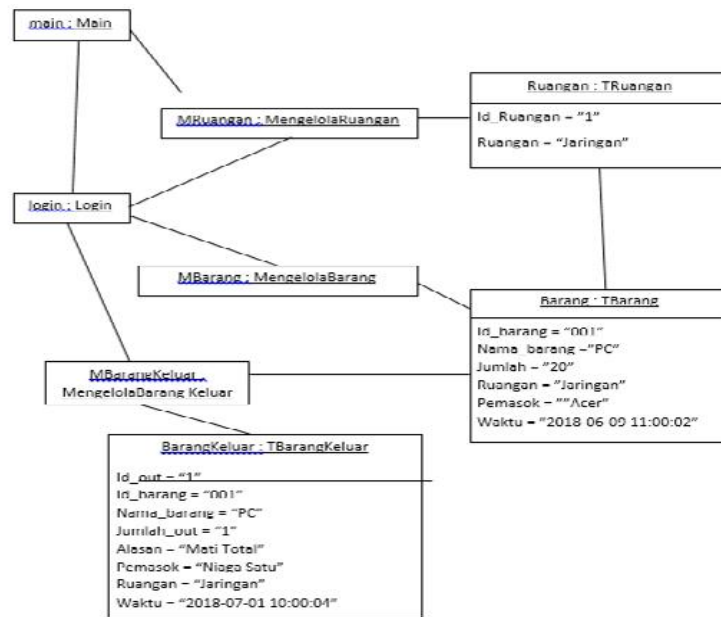 main : Main
MRuangan : MengelolaRuangan
Ruangan : TRuangan
Id_Ruangan = "1"
Ruangan = "Jaringan"
login : Login
MBarang : MengelolaBarang
Barang : TBarang
Id_barang = "001"
Nama_barang ="PC"
Jumlah = "20"
Ruangan = "Jaringan"
Pemasok = ""Acer"
Waktu = "2018-06-09 11:00:02"
MBarangKeluar :
MengelolaBarang Keluar
BarangKeluar : TBarangKeluar
Id_out = "1"
Id_barang = "001"
Nama_barang = "PC"
Jumlah_out = "1"
Alasan = "Mati Total"
Pemasok = "Niaga Satu"
Ruangan = "Jaringan"
Waktu = "2018-07-01 10:00:04"